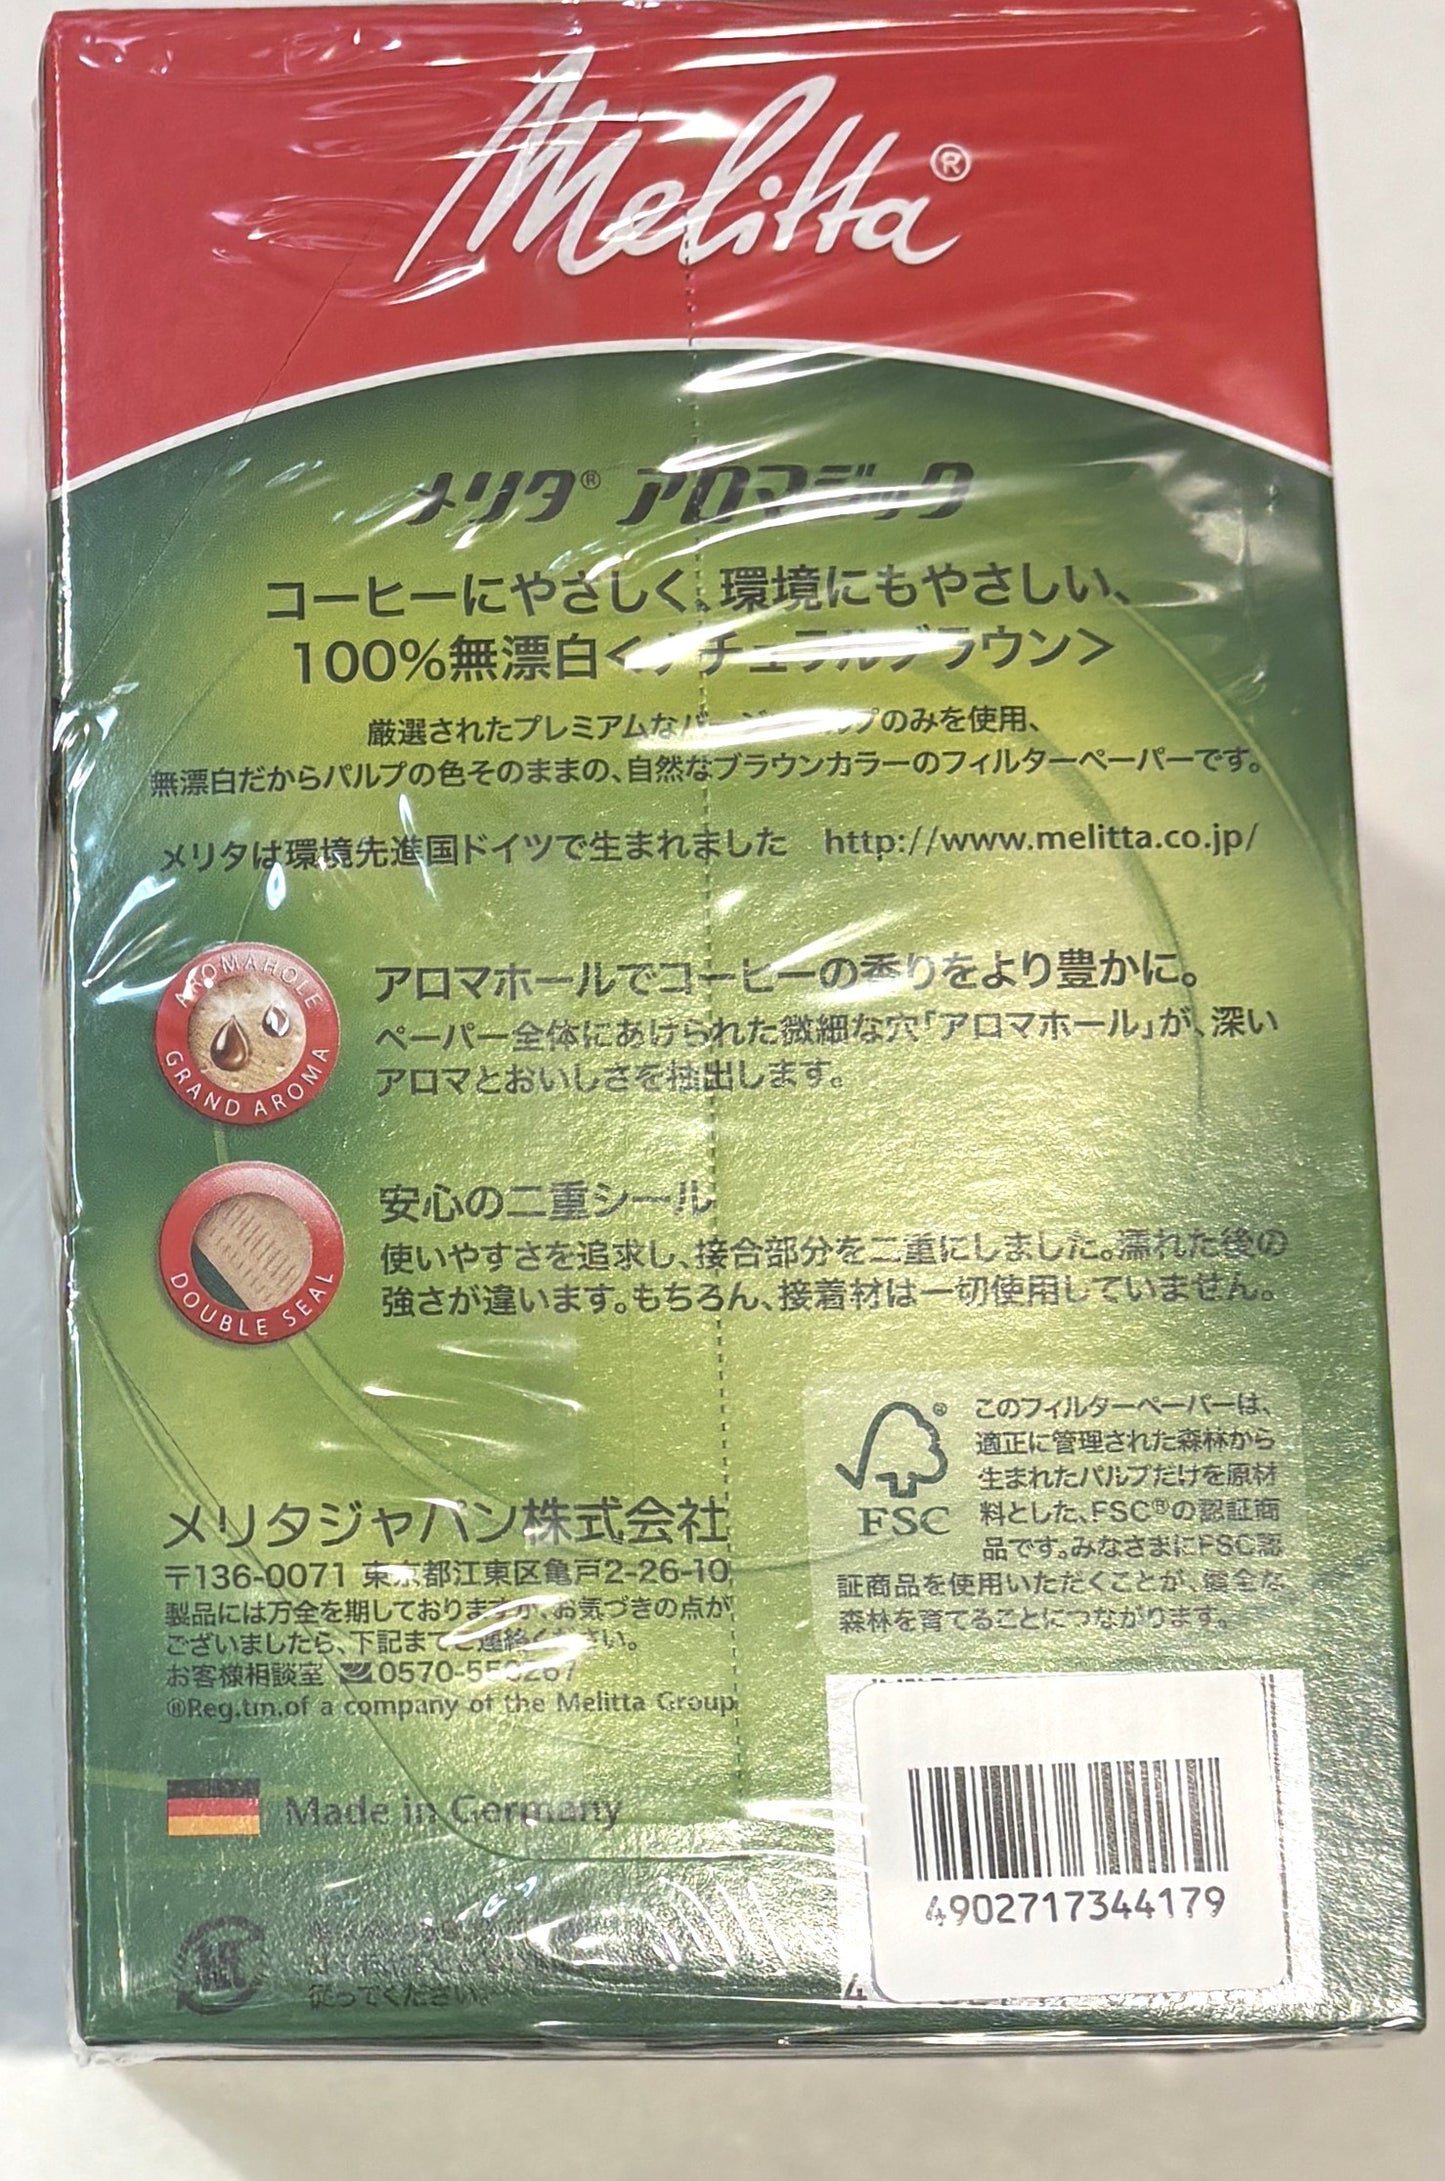 Melitta®
メリタ® アロマジック
コーヒーにやさしく、環境にもやさしい、
100%無漂白<ナチュラルブラウン>
厳選されたプレミアムなバージンパルプのみを使用、
無漂白だからパルプの色そのままの、自然なブラウンカラーのフィルターペーパーです。
メリタは環境先進国ドイツで生まれました http://www.melitta.co.jp/
AROMAHOLE
GRAND AROMA
アロマホールでコーヒーの香りをより豊かに。
ペーパー全体にあけられた微細な穴「アロマホール」が、深い
アロマとおいしさを抽出します。
DOUBLE SEAL
安心の二重シール
使いやすさを追求し、接合部分を二重にしました。濡れた後の
強さが違います。もちろん、接着材は一切使用していません。
FSC
このフィルターペーパーは、
適正に管理された森林から
生まれたパルプだけを原材
料とした、FSC®の認証商
品です。みなさまにFSC認
証商品を使用いただくことが、健全な
森林を育てることにつながります。
メリタジャパン株式会社
〒136-0071 東京都江東区亀戸2-26-10
製品には万全を期しておりますが、お気づきの点が
ございましたら、下記までご連絡ください。
お客様相談室 0570-550267
®Reg.tm.of a company of the Melitta Group
Made in Germany
従ってください。
4902717344179
4